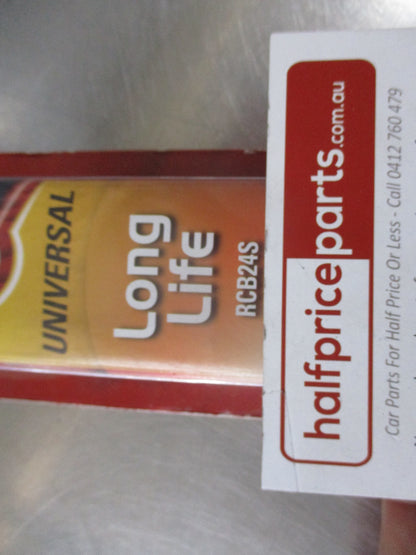 UNIVERSAL
Long
Life
RCB24S
halfpriceparts.com.au
Car Parts For Half Price Or Less - Call 0412 760 479